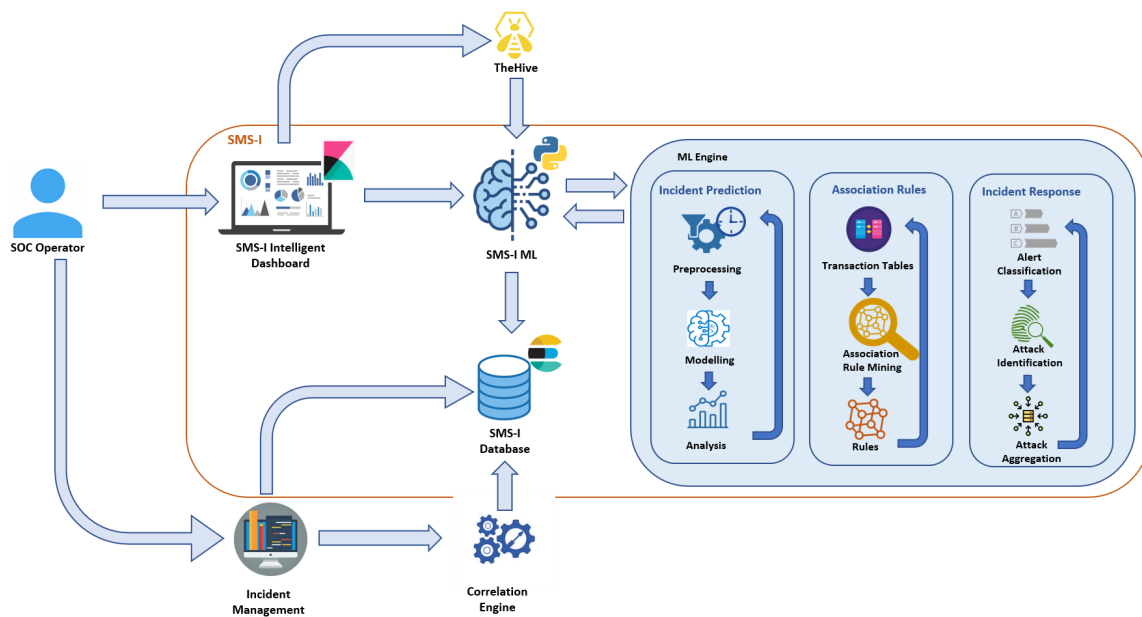 TheHive
SMS-I
SOC Operator
SMS-I Intelligent
Dashboard
SMS-I ML
SMS-I
Database
Incident
Management
Correlation
Engine
ML Engine
Incident Prediction
Preprocessing
Modelling
Analysis
Association Rules
Transaction Tables
Association
Rule Mining
Rules
Incident Response
A
B
C
Alert
Classification
Attack
Identification
Attack
Aggregation